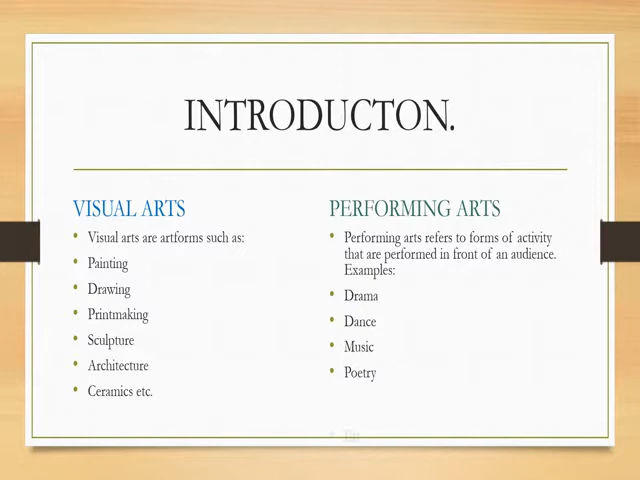 INTRODUCTON.
VISUAL ARTS
Visual arts are artforms such as:
Painting
Drawing
Printmaking
Sculpture
Architecture
Ceramics etc.
PERFORMING ARTS
Performing arts refers to forms of activity
that are performed in front of an audience.
Examples:
Drama
Dance
Music
Poetry